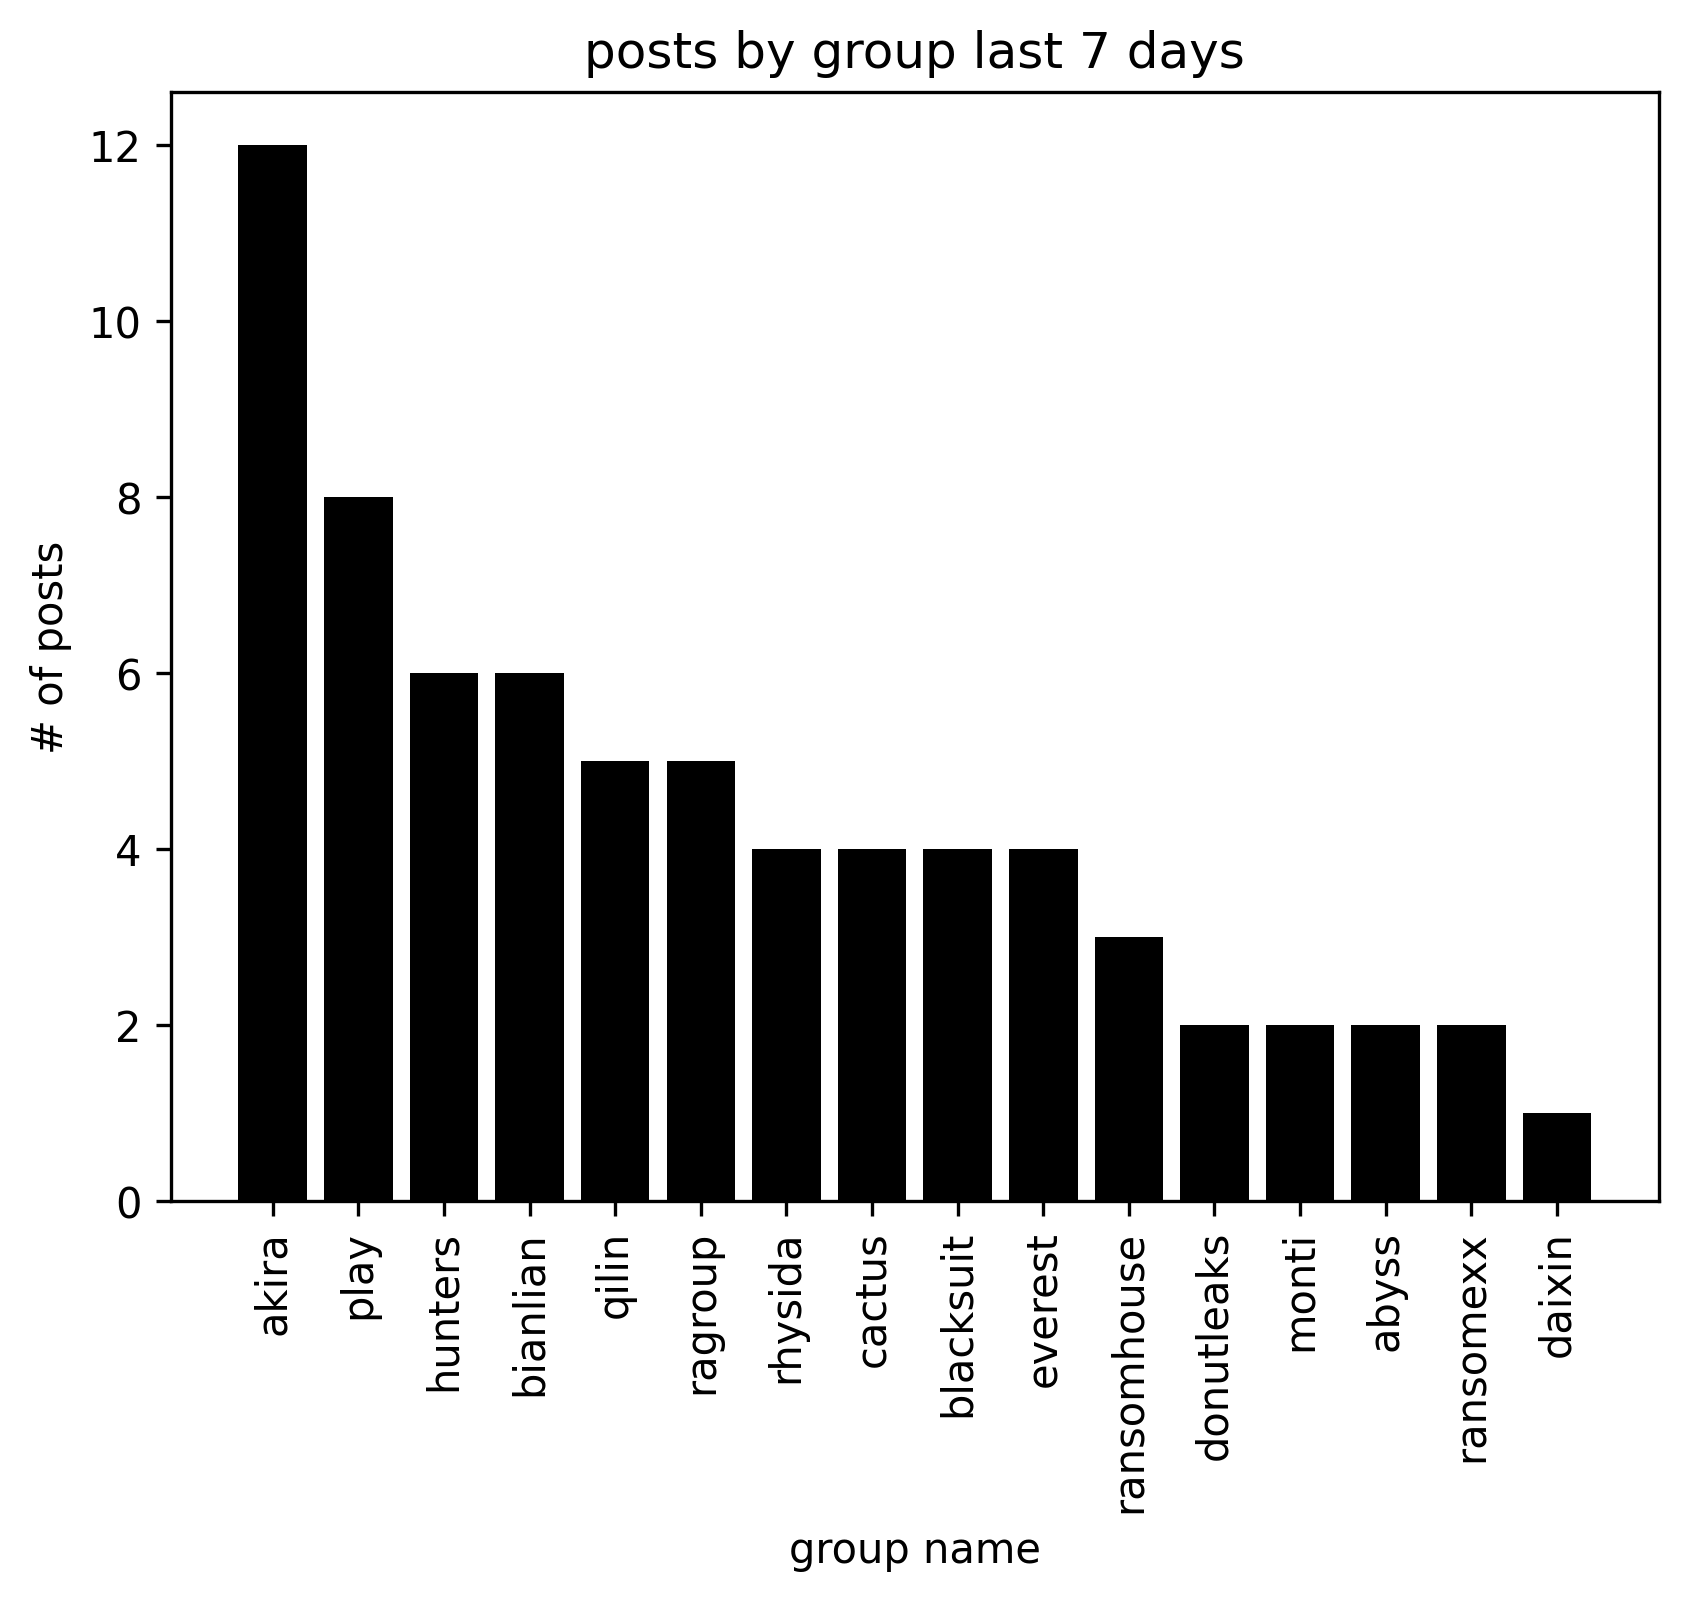 posts by group last 7 days
12
10
8
6
4
2
0
# of posts
akira
play
hunters
bianlian
qilin
ragroup
rhysida
cactus
blacksuit
everest
ransomhouse
donutleaks
monti
abyss
ransomexx
daixin
group name